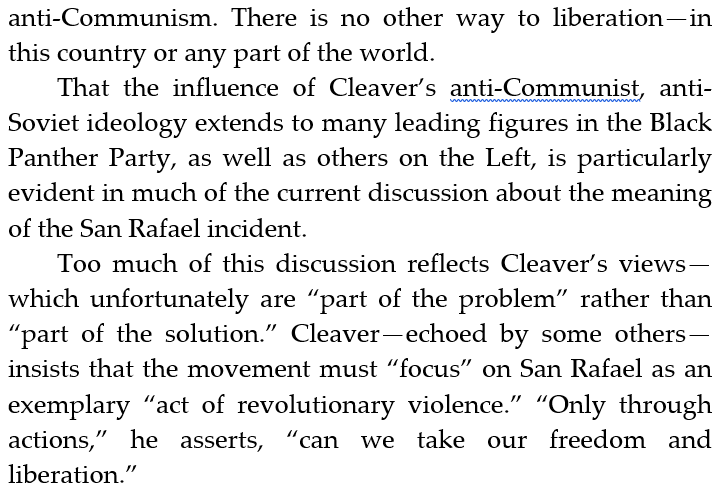 anti-Communism. There is no other way to liberation—in
this country or any part of the world.
That the influence of Cleaver’s anti-Communist, anti-
Soviet ideology extends to many leading figures in the Black
Panther Party, as well as others on the Left, is particularly
evident in much of the current discussion about the meaning
of the San Rafael incident.
Too much of this discussion reflects Cleaver’s views—
which unfortunately are “part of the problem” rather than
“part of the solution.” Cleaver—echoed by some others—
insists that the movement must “focus” on San Rafael as an
exemplary “act of revolutionary violence.” “Only through
actions,” he asserts, “can we take our freedom and
liberation.”